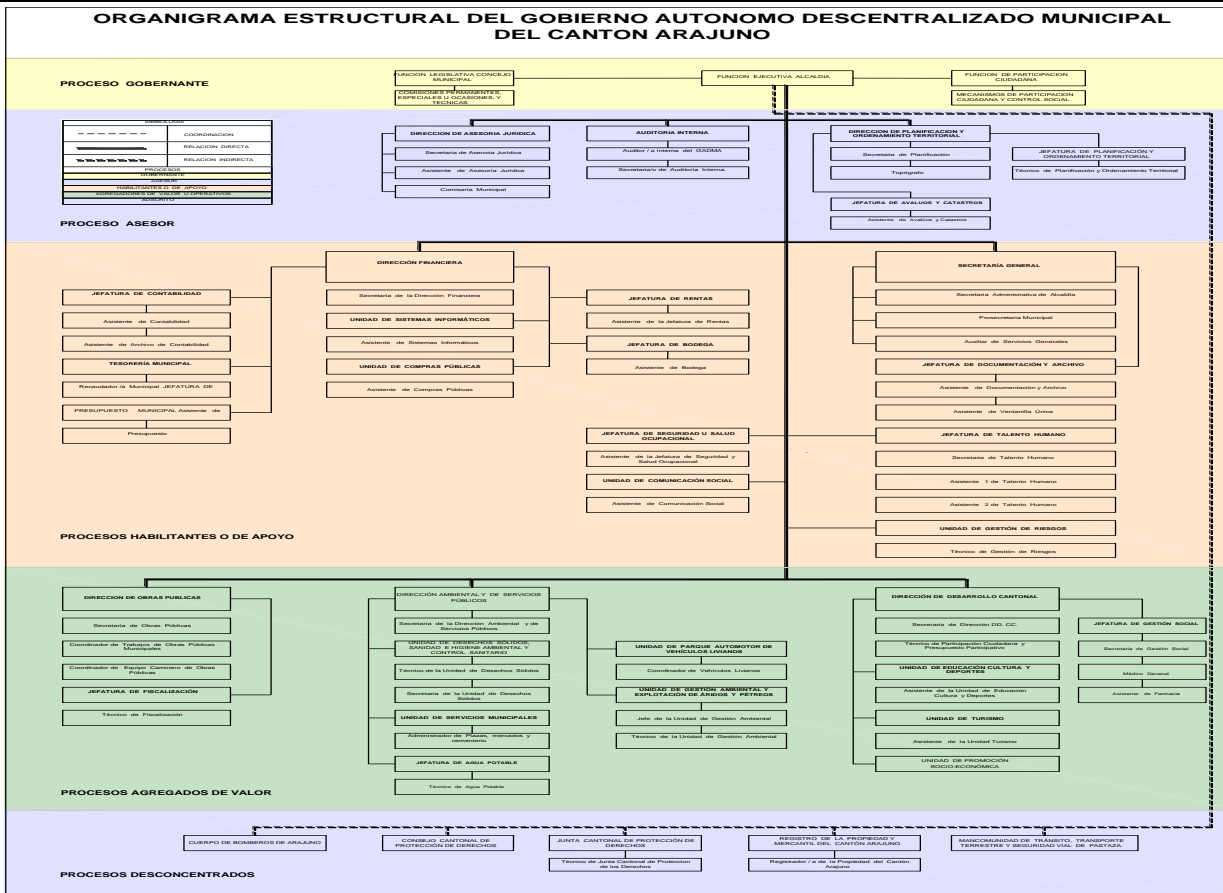 ORGANIGRAMA ESTRUCTURAL DEL GOBIERNO AUTONOMO DESCENTRALIZADO MUNICIPAL
DEL CANTON ARAJUNO
PROCESO GOBERNANTE
FUNCION LEGISLATIVA CONCEJO
MUNICIPAL
COMISIONES PERMANENTES,
ESPECIALES U OCASIONES, Y
TECNICAS
FUNCION EJECUTIVA ALCALDIA
FUNCION DE PARTICIPACION
CIUDADANA
MECANISMOS DE PARTICIPACION
CIUDADANA Y CONTROL SOCIAL
SIMBOLOGIA
COORDINACION
RELACION DIRECTA
RELACION INDIRECTA
PROCESOS
GOBERNANTE
ASESOR
HABILITANTES O DE APOYO
AGREGADORES DE VALOR U OPERATIVOS
ADSCRITO
DIRECCION DE ASESORIA JURIDICA
Secretaria de Asesoria Jurídica
Asistente de Asesoria Jurídica
Comisaría Municipal
AUDITORIA INTERNA
Auditor / a Interna del GADMA
Secretaria/o de Auditoría Interna.
DIRECCION DE PLANIFICACION Y
ORDENAMIENTO TERRITORIAL
Secretaria de Planificación
Topógrafo
JEFATURA DE AVALUOS Y CATASTROS
Asistente de Avalúos y Catastros
JEFATURA DE PLANIFICACIÓN Y
ORDENAMIENTO TERRITORIAL
Técnico de Planificación y Ordenamiento Territorial
PROCESO ASESOR
DIRECCIÓN FINANCIERA
Secretaria de la Dirección Financiera
UNIDAD DE SISTEMAS INFORMÁTICOS
Asistente de Sistemas Informáticos
UNIDAD DE COMPRAS PÚBLICAS
Asistente de Compras Públicas
JEFATURA DE CONTABILIDAD
Asistente de Contabilidad
Asistente de Archivo de Contabilidad
TESORERÍA MUNICIPAL
Recaudador /a Municipal JEFATURA DE
PRESUPUESTO MUNICIPAL Asistente de
Presupuesto
JEFATURA DE RENTAS
Asistente de la Jefatura de Rentas
JEFATURA DE BODEGA
Asistente de Bodega
SECRETARÍA GENERAL
Secretaria Administrativa de Alcaldía
Prosecretaria Municipal
Auxiliar de Servicios Generales
JEFATURA DE DOCUMENTACIÓN Y ARCHIVO
Asistente de Documentación y Archivo
Asistente de Ventanilla Única
JEFATURA DE SEGURIDAD U SALUD
OCUPACIONAL
Asistente de la Jefatura de Seguridad y
Salud Ocupacional
UNIDAD DE COMUNICACIÓN SOCIAL
Asistente de Comunicación Social
JEFATURA DE TALENTO HUMANO
Secretaria de Talento Humano
Asistente 1 de Talento Humano
Asistente 2 de Talento Humano
UNIDAD DE GESTIÓN DE RIESGOS
Técnico de Gestión de Riesgos
PROCESOS HABILITANTES O DE APOYO
DIRECCION DE OBRAS PUBLICAS
Secretaria de Obras Públicas
Coordinador de Trabajos de Obras Públicas
Municipales
Coordinador de Equipo Caminero de Obras
Públicas
JEFATURA DE FISCALIZACIÓN
Técnico de Fiscalización
DIRECCIÓN AMBIENTAL Y DE SERVICIOS
PÚBLICOS
Secretaria de la Dirección Ambiental y de
Servicios Públicos
UNIDAD DE DESECHOS SÓLIDOS,
SANIDAD E HIGIENE AMBIENTAL Y
CONTROL SANITARIO
Técnico de la Unidad de Desechos Sólidos
Secretaria de la Unidad de Desechos
Sólidos
UNIDAD DE SERVICIOS MUNICIPALES
Administrador de Plazas, mercados y
cementerio
JEFATURA DE AGUA POTABLE
Técnico de Agua Potable
UNIDAD DE PARQUE AUTOMOTOR DE
VEHÍCULOS LIVIANOS
Coordinador de Vehículos Livianos
UNIDAD DE GESTIÓN AMBIENTAL Y
EXPLOTACIÓN DE ÁRIDOS Y PÉTREOS
Jefe de la Unidad de Gestión Ambiental
Técnico de la Unidad de Gestión Ambiental
DIRECCIÓN DE DESARROLLO CANTONAL
Secretaria de Dirección DD. CC.
Técnico de Participación Ciudadana y
Presupuesto Participativo
UNIDAD DE EDUCACIÓN CULTURA Y
DEPORTES
Asistente de la Unidad de Educación
Cultura y Deportes
UNIDAD DE TURISMO
Asistente de la Unidad Turismo
UNIDAD DE PROMOCIÓN
SOCIO-ECONÓMICA
JEFATURA DE GESTIÓN SOCIAL
Secretaria de Gestión Social
Médico General
Asistente de Farmacia
PROCESOS AGREGADOS DE VALOR
CUERPO DE BOMBEROS DE ARAJUNO
CONSEJO CANTONAL DE
PROTECCIÓN DE DERECHOS
JUNTA CANTONAL DE PROTECCIÓN DE
DERECHOS
Técnico de Junta Cantonal de Proteccion
de los Derechos
REGISTRO DE LA PROPIEDAD Y
MERCANTIL DEL CANTÓN ARAJUNO
Registrador / a de la Propiedad del Cantón
Arajuno
MANCOMUNIDAD DE TRÁNSITO, TRANSPORTE
TERRESTRE Y SEGURIDAD VIAL DE PASTAZA.
PROCESOS DESCONCENTRADOS